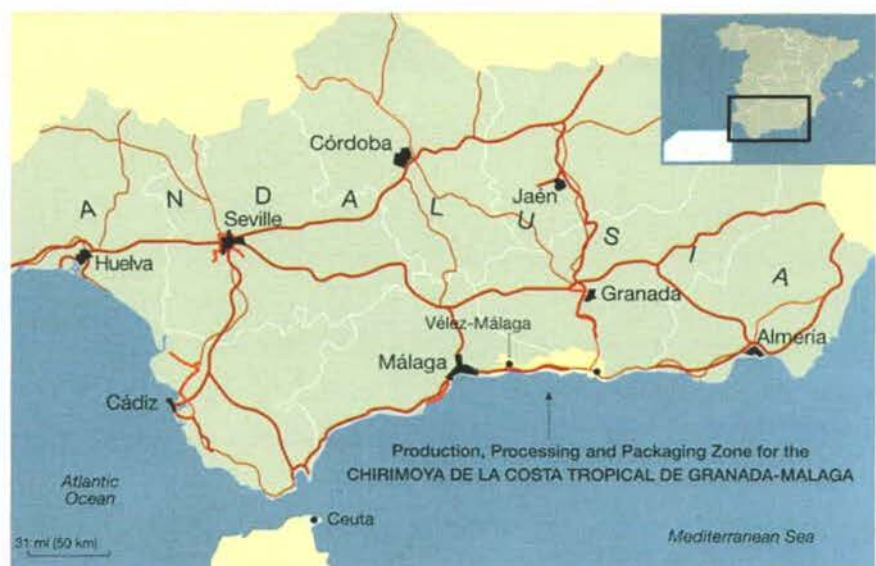 Córdoba
Jaén
ANDALUSIA
Seville
Huelva
Granada
Vélez-Málaga
Málaga
Almería
Cádiz
Production, Processing and Packaging Zone for the
CHIRIMOYA DE LA COSTA TROPICAL DE GRANADA-MALAGA
Atlantic
Ocean
Ceuta
Mediterranean Sea
31 mi (50 km)